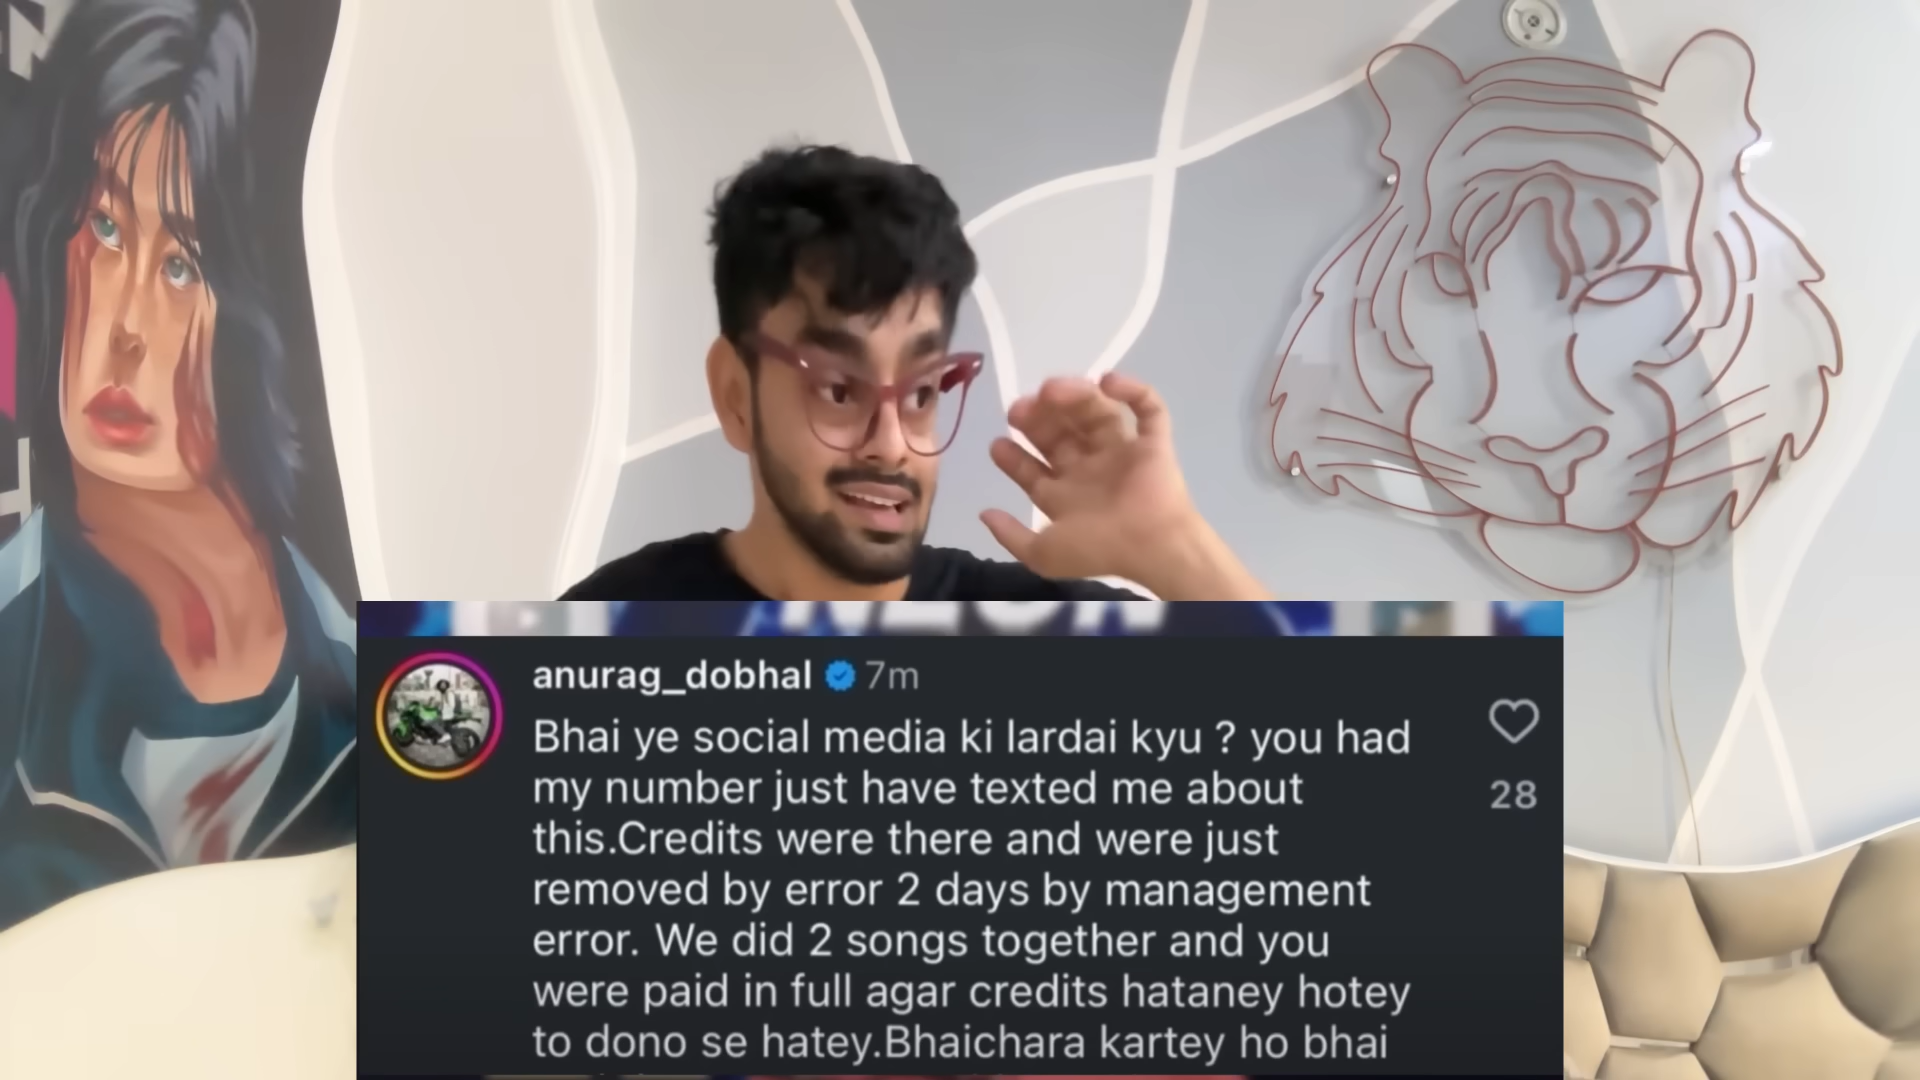 anurag_dobhal 7m
Bhai ye social media ki lardai kyu ? you had
my number just have texted me about
this.Credits were there and were just
removed by error 2 days by management
error. We did 2 songs together and you
were paid in full agar credits hataney hotey
to dono se hatey.Bhaichara kartey ho bhai
28